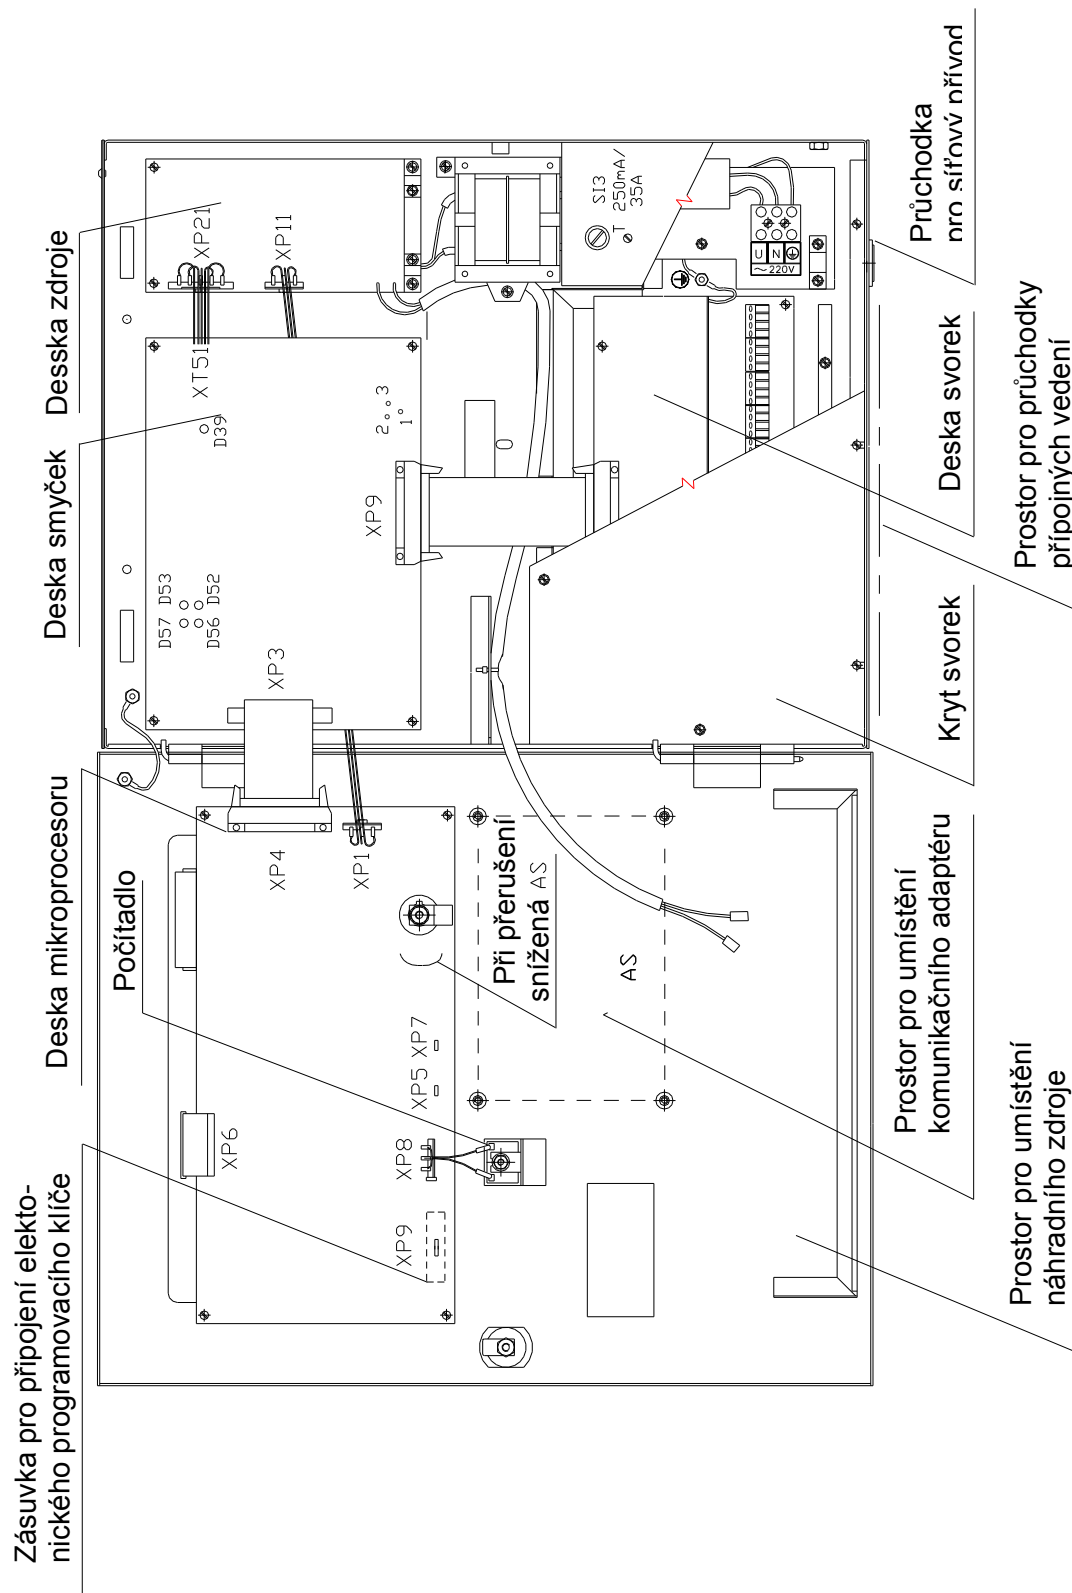 Zásuvka pro připojení elekto-
nického programovacího klíče
Počítadlo
Deska mikroprocesoru
Deska smyček
Desska zdroje
XP6
XP9
XP8
XP5 XP7
XP4
XP1
XP3
Při přerušení
snížená AS
AS
D57 D53
D56 D52
D39
XT51
XP21
XP11
2 3
1
XP9
0
SI3
T 250mA/
35A
U N
~ 220V
Průchodka
pro síťový přívod
Deska svorek
Prostor pro průchodky
přípojných vedení
Kryt svorek
Prostor pro umístění
komunikačního adaptéru
Prostor pro umístění
náhradního zdroje